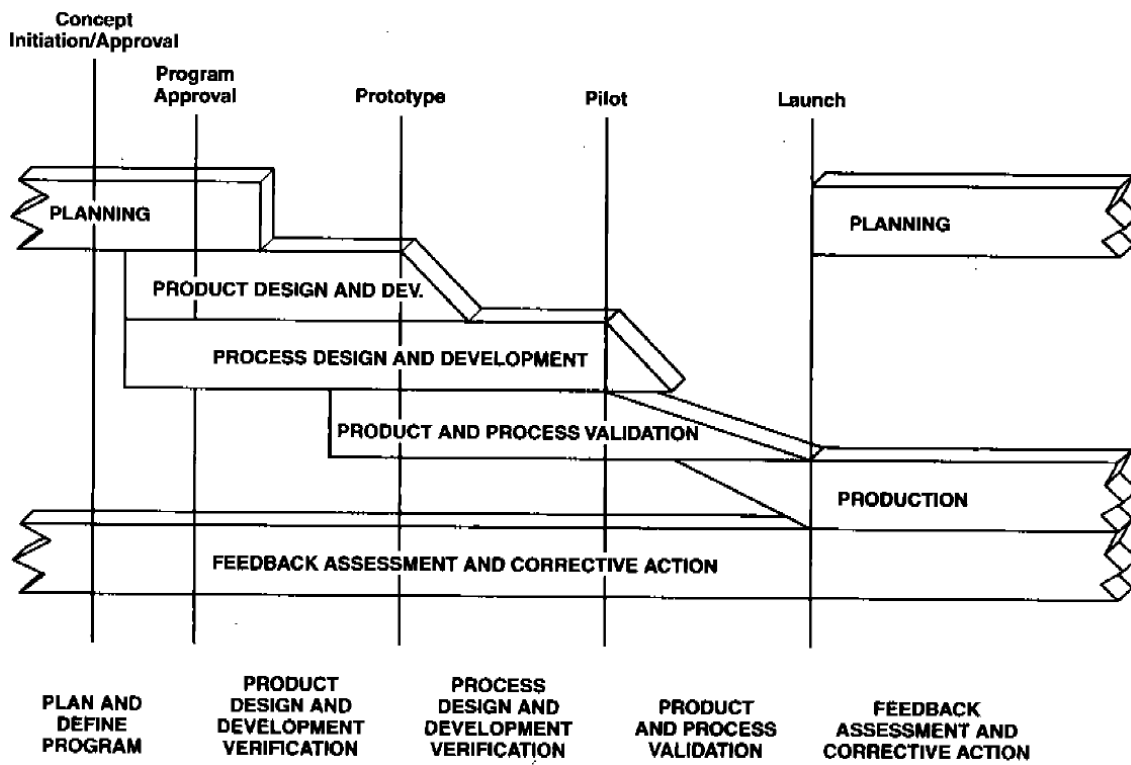 Concept
Initiation/Approval
Program
Approval
Prototype
Pilot
Launch
PLANNING
PLANNING
PRODUCT DESIGN AND DEV.
PROCESS DESIGN AND DEVELOPMENT
PRODUCT AND PROCESS VALIDATION
PRODUCTION
FEEDBACK ASSESSMENT AND CORRECTIVE ACTION
PLAN AND
DEFINE
PROGRAM
PRODUCT
DESIGN AND
DEVELOPMENT
VERIFICATION
PROCESS
DESIGN AND
DEVELOPMENT
VERIFICATION
PRODUCT
AND PROCESS
VALIDATION
FEEDBACK
ASSESSMENT AND
CORRECTIVE ACTION